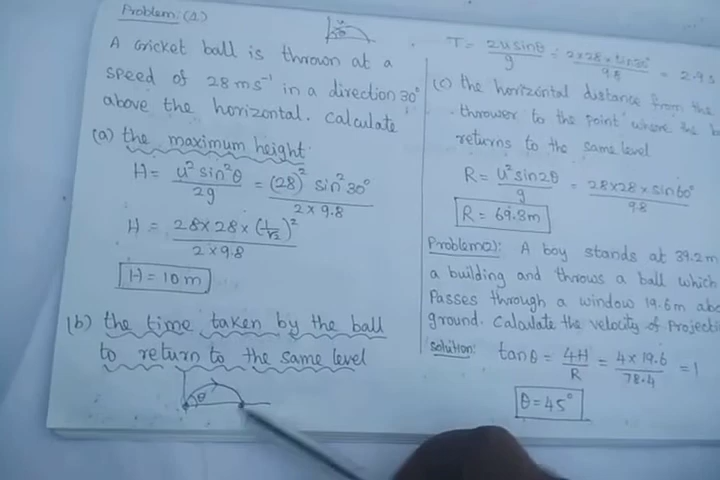 Problem:(1)
A cricket ball is thrown at a
speed of 28 ms⁻¹ in a direction 30°
above the horizontal. Calculate
(a) the maximum height:
H = u² sin²θ / 2g = (28)² sin² 30° / 2 × 9.8
H = 28 × 28 × (1/√2)² / 2 × 9.8
H = 10 m
(b) the time taken by the ball
to return to the same level
θ
u
θ
T = 2u sinθ / g = 2 × 28 × sin 30° / 9.8 = 2.9 s
(c) the horizontal distance from the
thrower to the point where the
returns to the same level
R = u² sin2θ / g = 28 × 28 × sin 60° / 9.8
R = 69.3 m
Problem(2): A boy stands at 39.2m
a building and throws a ball which
Passes through a window 19.6m
ground. Calculate the velocity of
Solution: tanθ = 4H / R = 4 × 19.6 / 78.4 = 1
θ = 45°